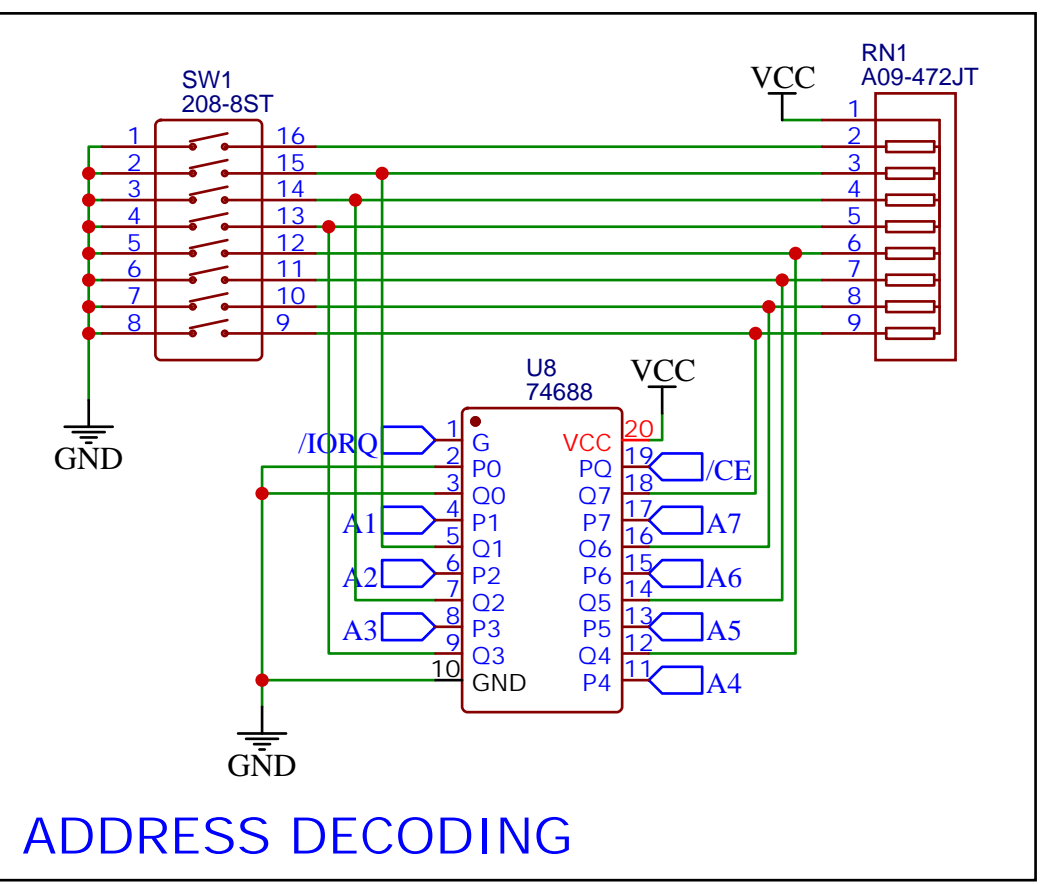 SW1
208-8ST
RN1
A09-472JT
VCC
1
1 16 2
2 15 3
3 14 4
4 13 5
5 12 6
6 11 7
7 10 8
8 9 9
GND
U8
74688
VCC
/IORQ 1 G VCC 20
2 P0 PQ 19 /CE
3 Q0 Q7 18
A1 4 P1 P7 17 A7
5 Q1 Q6 16
A2 6 P2 P6 15 A6
7 Q2 Q5 14
A3 8 P3 P5 13 A5
9 Q3 Q4 12
10 GND P4 11 A4
GND
ADDRESS DECODING